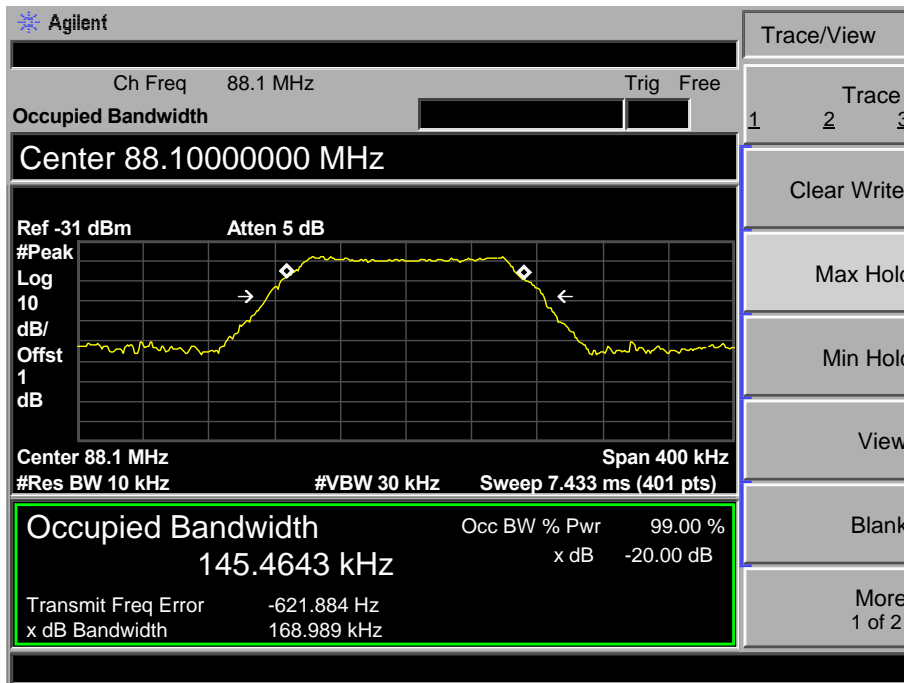 Agilent
Trace/View
Ch Freq 88.1 MHz Trig Free
Occupied Bandwidth
Trace
1 2 3
Center 88.10000000 MHz
Clear Write
Ref -31 dBm Atten 5 dB
#Peak
Log
10
dB/
Offst
1
dB
Max Hold
Min Hold
Center 88.1 MHz Span 400 kHz
#Res BW 10 kHz #VBW 30 kHz Sweep 7.433 ms (401 pts)
View
Occupied Bandwidth
145.4643 kHz
Occ BW % Pwr 99.00 %
x dB -20.00 dB
Transmit Freq Error -621.884 Hz
x dB Bandwidth 168.989 kHz
Blank
More
1 of 2